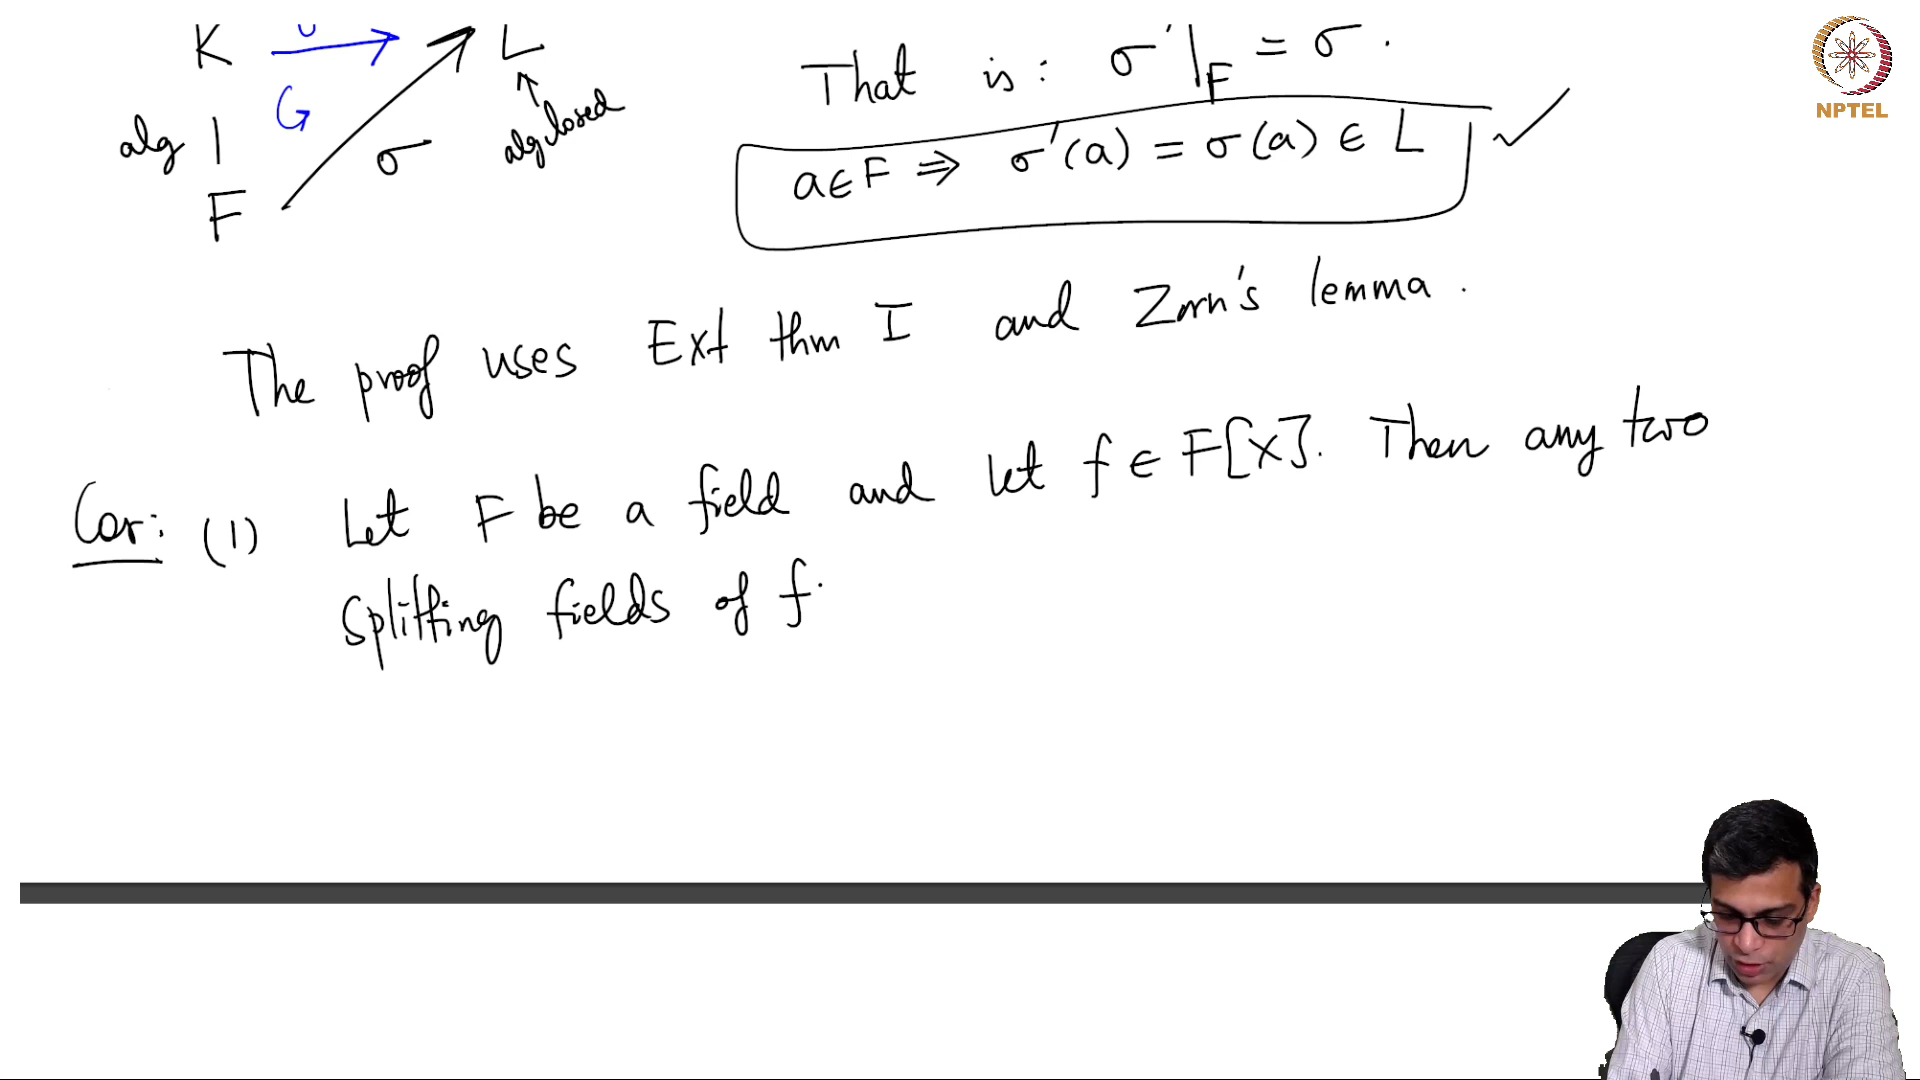 K L
That is : σ'|_F = σ .
alg closed
alg | G σ
F
a ∈ F ⇒ σ'(a) = σ(a) ∈ L ✓
The proof uses Ext thm I and Zorn's lemma .
Cor: (1) Let F be a field and let f ∈ F[X]. Then any two
splitting fields of f.
NPTEL